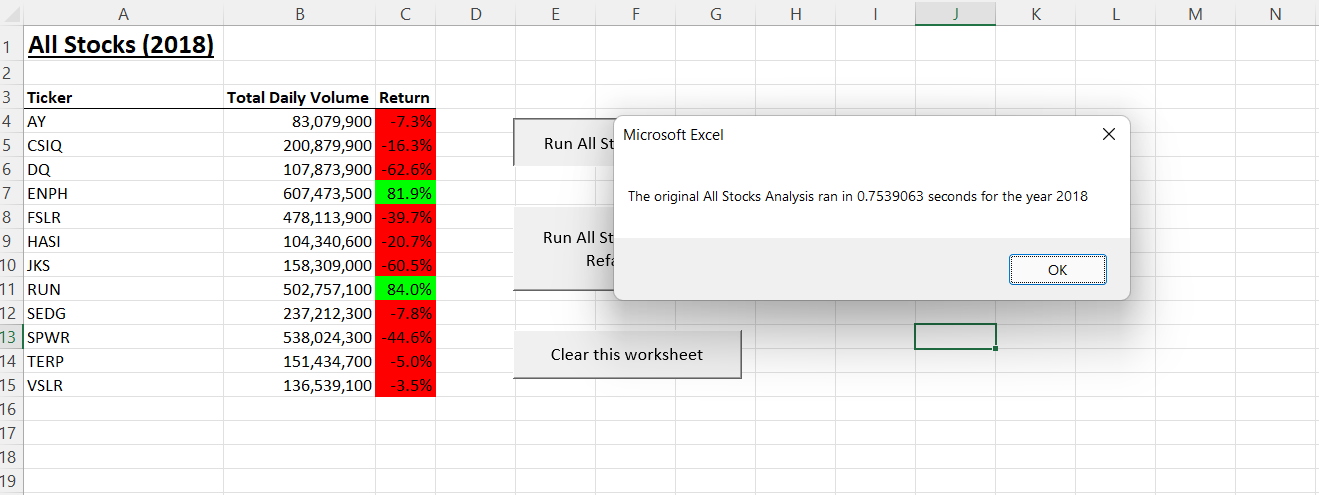 A B C D E F G H I J K L M N
1 All Stocks (2018)
2
3 Ticker Total Daily Volume Return
4 AY 83,079,900 -7.3%
5 CSIQ 200,879,900 -16.3%
6 DQ 107,873,900 -62.6%
7 ENPH 607,473,500 81.9%
8 FSLR 478,113,900 -39.7%
9 HASI 104,340,600 -20.7%
10 JKS 158,309,000 -60.5%
11 RUN 502,757,100 84.0%
12 SEDG 237,212,300 -7.8%
13 SPWR 538,024,300 -44.6%
14 TERP 151,434,700 -5.0%
15 VSLR 136,539,100 -3.5%
16
17
18
19
Run All St
Run All St
Refa
Clear this worksheet
Microsoft Excel
The original All Stocks Analysis ran in 0.7539063 seconds for the year 2018
OK